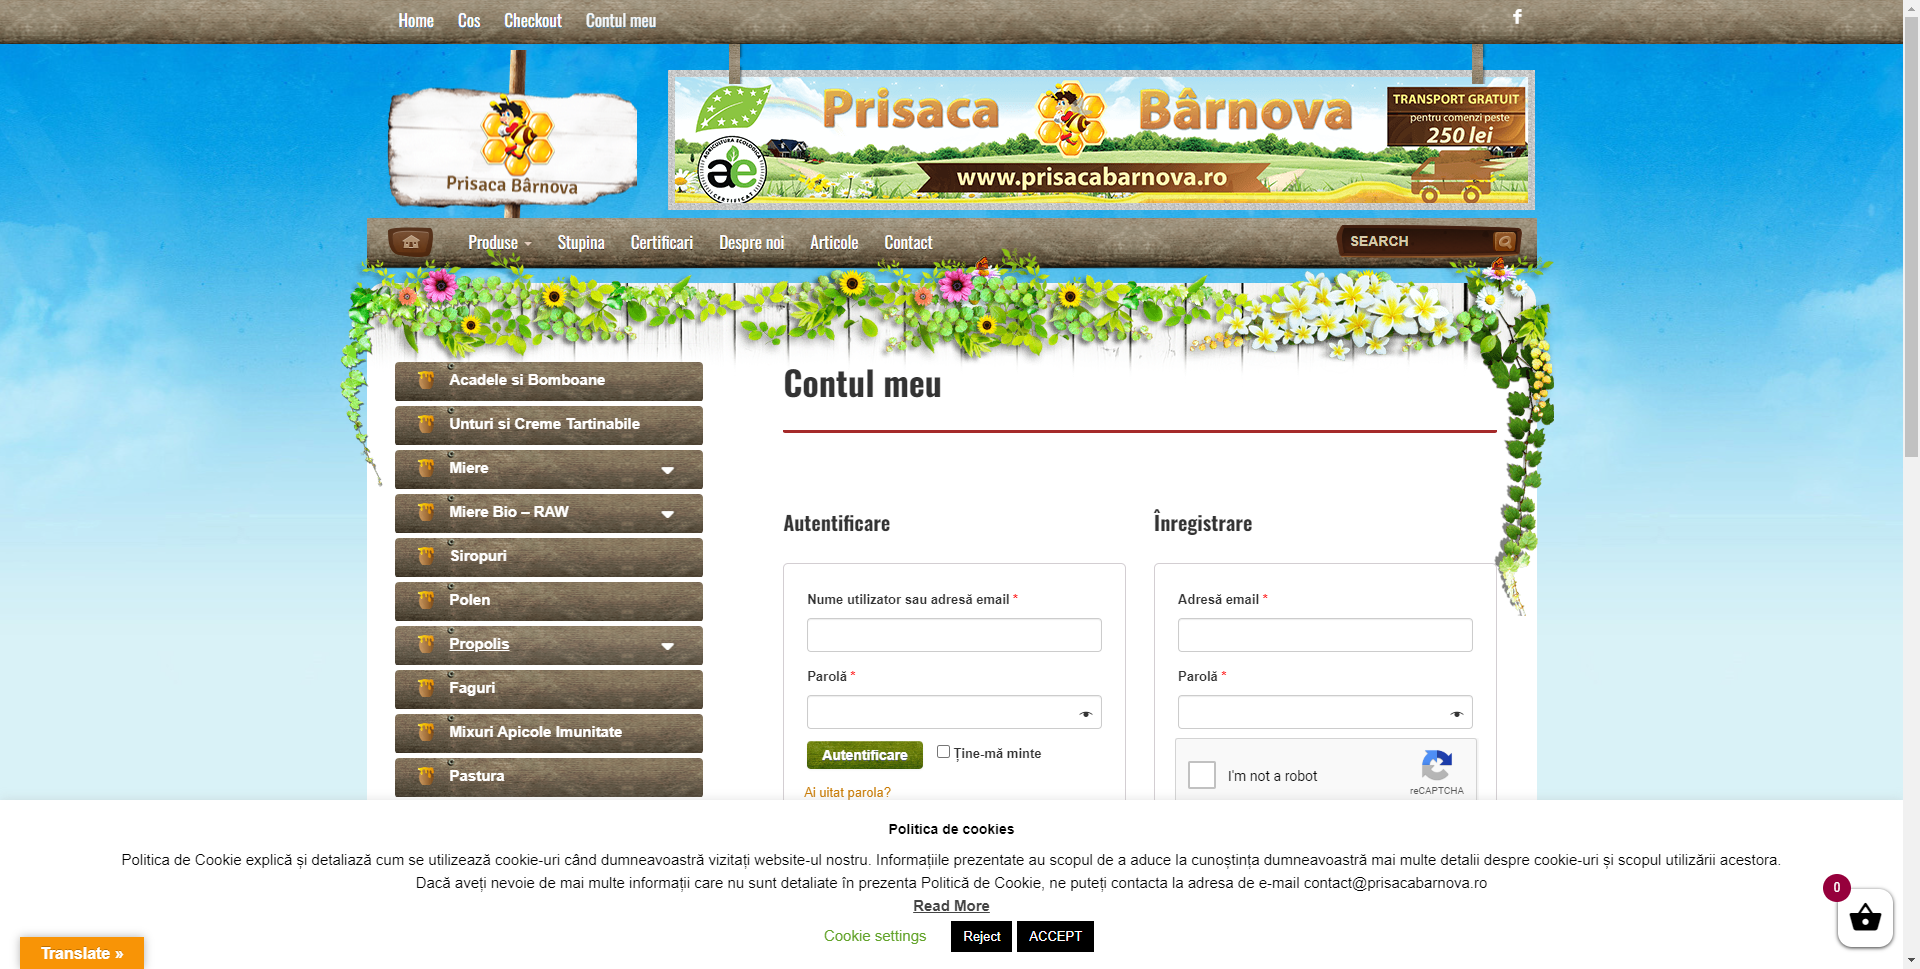 Home Cos Checkout Contul meu
Prisaca Bârnova
Prisaca Bârnova
TRANSPORT GRATUIT
pentru comenzi peste
250 lei
AGRICULTURA ECOLOGICA
ae
CERTIFICAT
www.prisacabarnova.ro
Produse Stupina Certificari Despre noi Articole Contact
SEARCH
Acadele si Bomboane
Unturi si Creme Tartinabile
Miere
Miere Bio – RAW
Siropuri
Polen
Propolis
Faguri
Mixuri Apicole Imunitate
Pastura
Contul meu
Autentificare
Nume utilizator sau adresă email *
Parolă *
Autentificare
Ține-mă minte
Ai uitat parola?
Înregistrare
Adresă email *
Parolă *
I'm not a robot
reCAPTCHA
Politica de cookies
Politica de Cookie explică și detaliază cum se utilizează cookie-uri când dumneavoastră vizitați website-ul nostru. Informațiile prezentate au scopul de a aduce la cunoștința dumneavoastră mai multe detalii despre cookie-uri și scopul utilizării acestora.
Dacă aveți nevoie de mai multe informații care nu sunt detaliate în prezenta Politică de Cookie, ne puteți contacta la adresa de e-mail contact@prisacabarnova.ro
Read More
Cookie settings Reject ACCEPT
0
Translate »